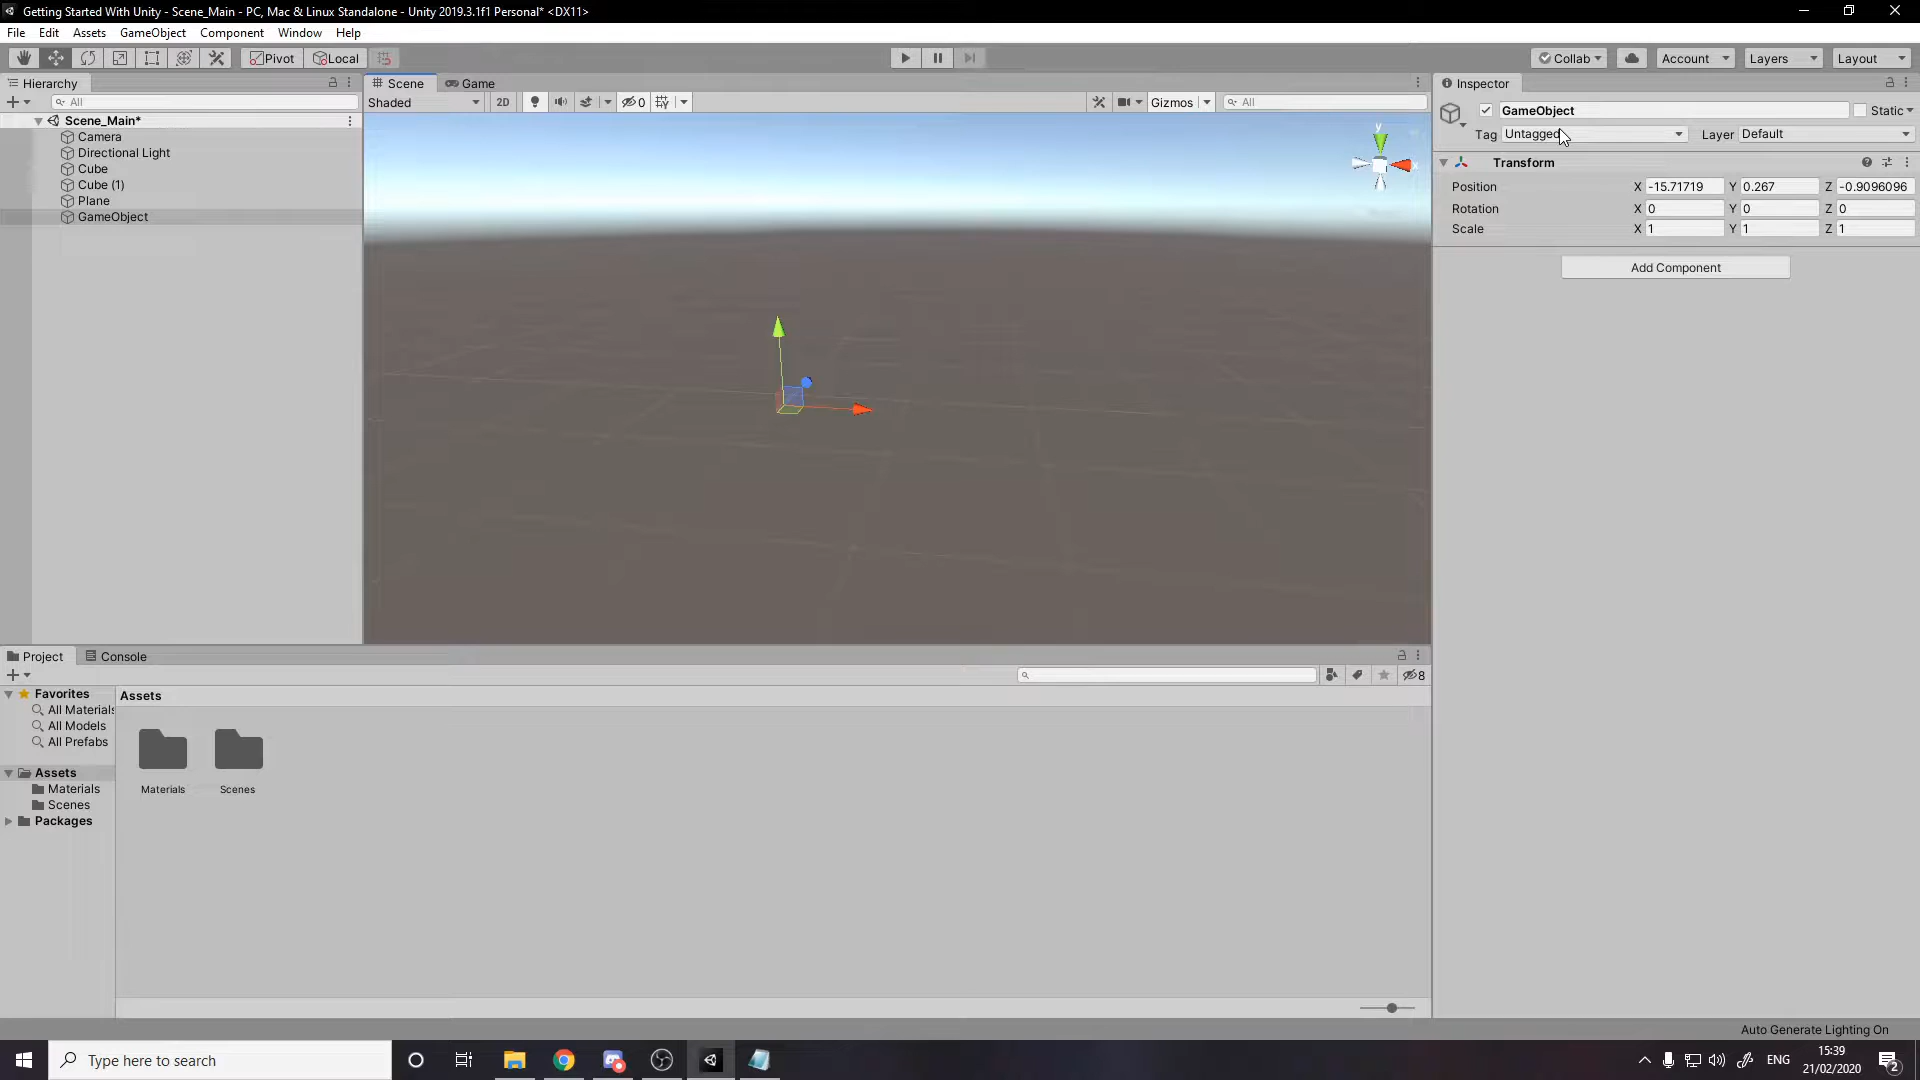 Getting Started With Unity - Scene_Main - PC, Mac & Linux Standalone - Unity 2019.3.1f1 Personal* <DX11>
File Edit Assets GameObject Component Window Help
Pivot Local Collab Account Layers Layout
Hierarchy
All
Scene_Main*
Camera
Directional Light
Cube
Cube (1)
Plane
GameObject
Scene Game
Shaded 2D 0 Gizmos All
y
x
Inspector
GameObject Static
Tag Untagged Layer Default
Transform
Position X -15.71719 Y 0.267 Z -0.9096096
Rotation X 0 Y 0 Z 0
Scale X 1 Y 1 Z 1
Add Component
Project Console
8
Favorites
All Materials
All Models
All Prefabs
Assets
Materials
Scenes
Packages
Assets
Materials Scenes
Auto Generate Lighting On
Type here to search
ENG
15:39
21/02/2020
2